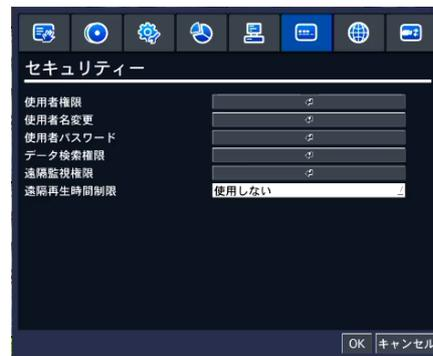 セキュリティー
使用者権限
使用者名変更
使用者パスワード
データ検索権限
遠隔監視権限
遠隔再生時間制限 使用しない
OK キャンセル